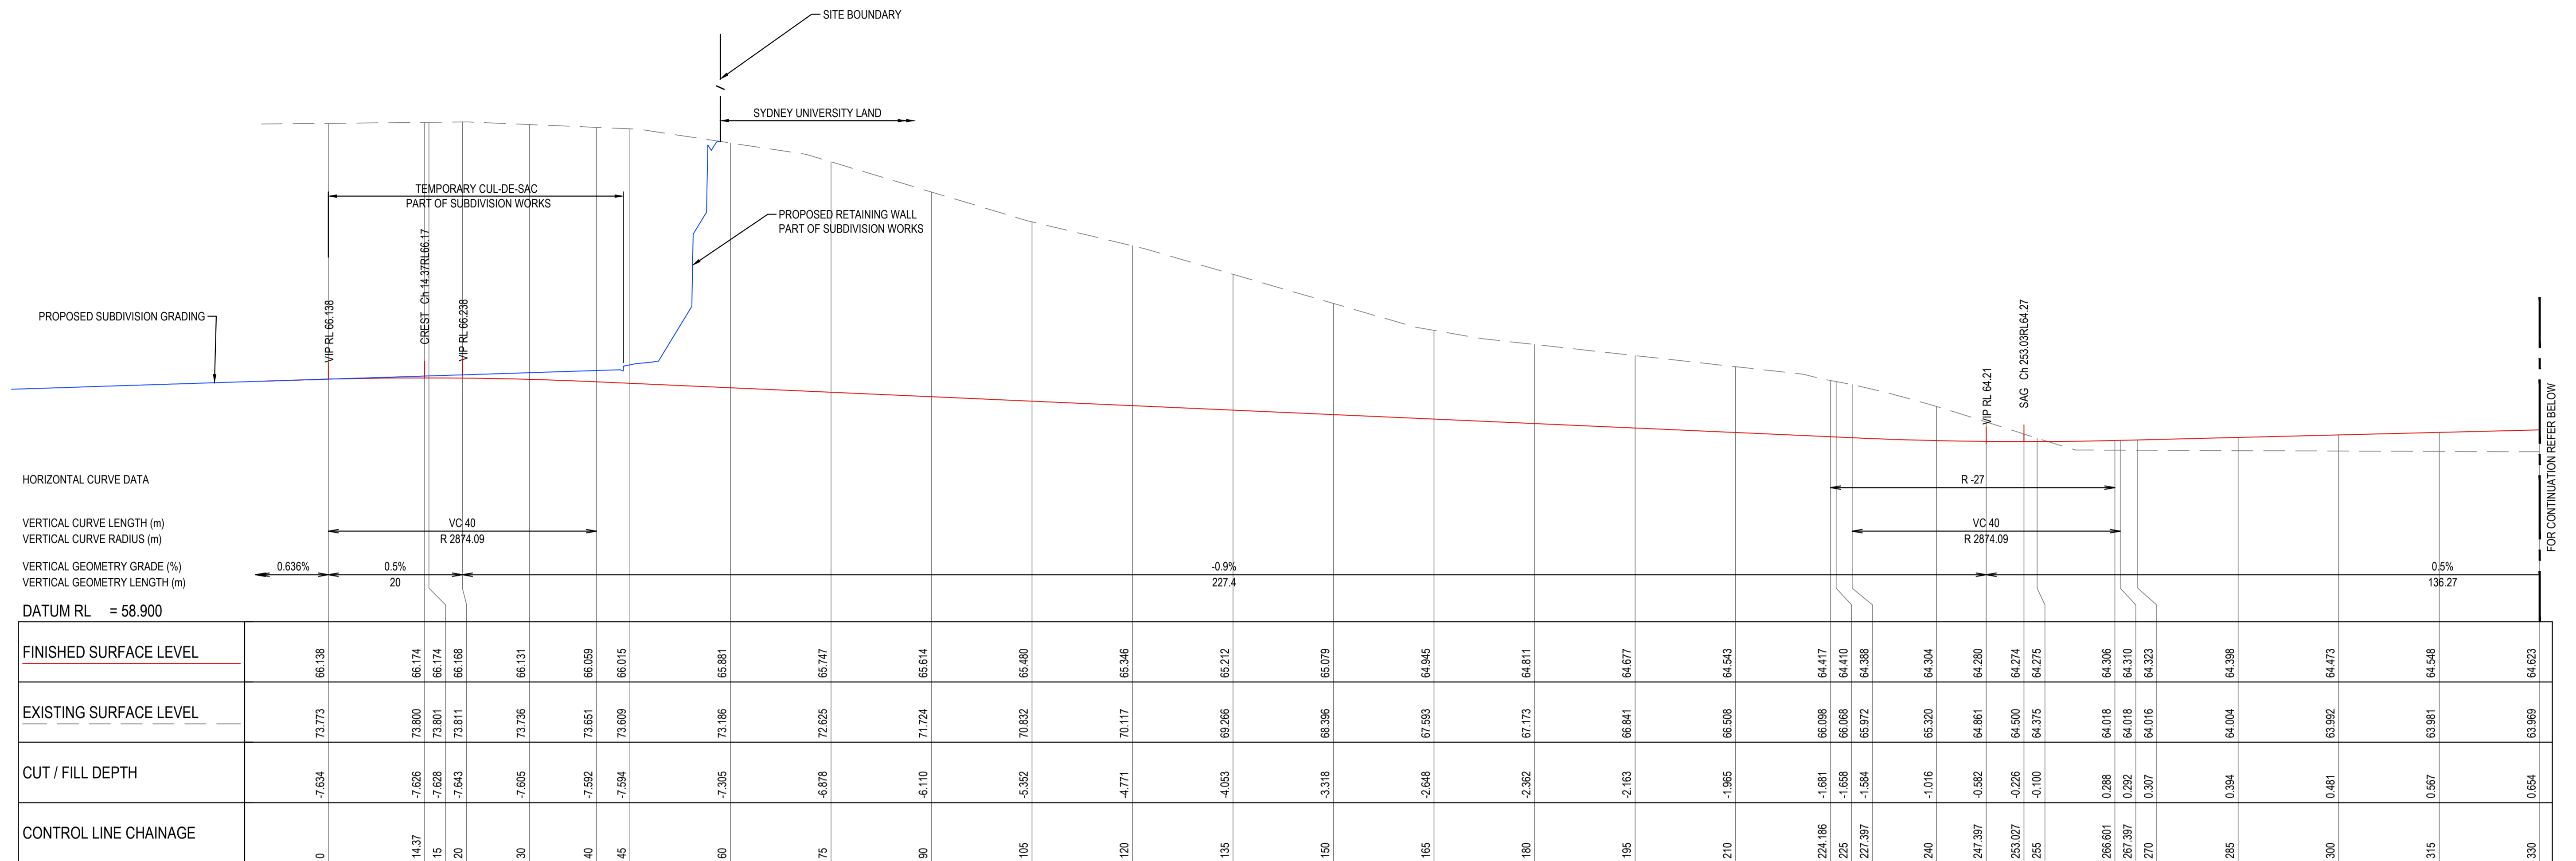 SITE BOUNDARY
SYDNEY UNIVERSITY LAND
TEMPORARY CUL-DE-SAC
PART OF SUBDIVISION WORKS
PROPOSED RETAINING WALL
PART OF SUBDIVISION WORKS
PROPOSED SUBDIVISION GRADING
VIP RL 66.138
CREST Ch 14.37RL66.17
VIP RL 66.238
VIP RL 64.21
SAG Ch 253.03RL64.27
FOR CONTINUATION REFER BELOW
HORIZONTAL CURVE DATA
R -27
VERTICAL CURVE LENGTH (m)
VC 40
VC 40
VERTICAL CURVE RADIUS (m)
R 2874.09
R 2874.09
VERTICAL GEOMETRY GRADE (%)
0.636%
0.5%
-0.9%
0.5%
VERTICAL GEOMETRY LENGTH (m)
20
227.4
136.27
DATUM RL = 58.900
FINISHED SURFACE LEVEL 66.138 66.174 66.174 66.168 66.131 66.059 66.015 65.881 65.747 65.614 65.480 65.346 65.212 65.079 64.945 64.811 64.677 64.543 64.417 64.410 64.388 64.304 64.280 64.274 64.275 64.306 64.310 64.323 64.398 64.473 64.548 64.623
EXISTING SURFACE LEVEL 73.773 73.800 73.801 73.811 73.736 73.651 73.609 73.186 72.625 71.724 70.832 70.117 69.266 68.396 67.593 67.173 66.841 66.508 66.098 66.068 65.972 65.320 64.861 64.500 64.375 64.018 64.018 64.016 64.004 63.992 63.981 63.969
CUT / FILL DEPTH -7.634 -7.626 -7.628 -7.643 -7.605 -7.592 -7.594 -7.305 -6.878 -6.110 -5.352 -4.771 -4.053 -3.318 -2.648 -2.362 -2.163 -1.965 -1.681 -1.658 -1.584 -1.016 -0.582 -0.226 -0.100 0.288 0.292 0.307 0.394 0.481 0.567 0.654
CONTROL LINE CHAINAGE 0 14.37 15 20 30 40 45 60 75 90 105 120 135 150 165 180 195 210 224.186 225 227.397 240 247.397 253.027 255 266.601 267.397 270 285 300 315 330